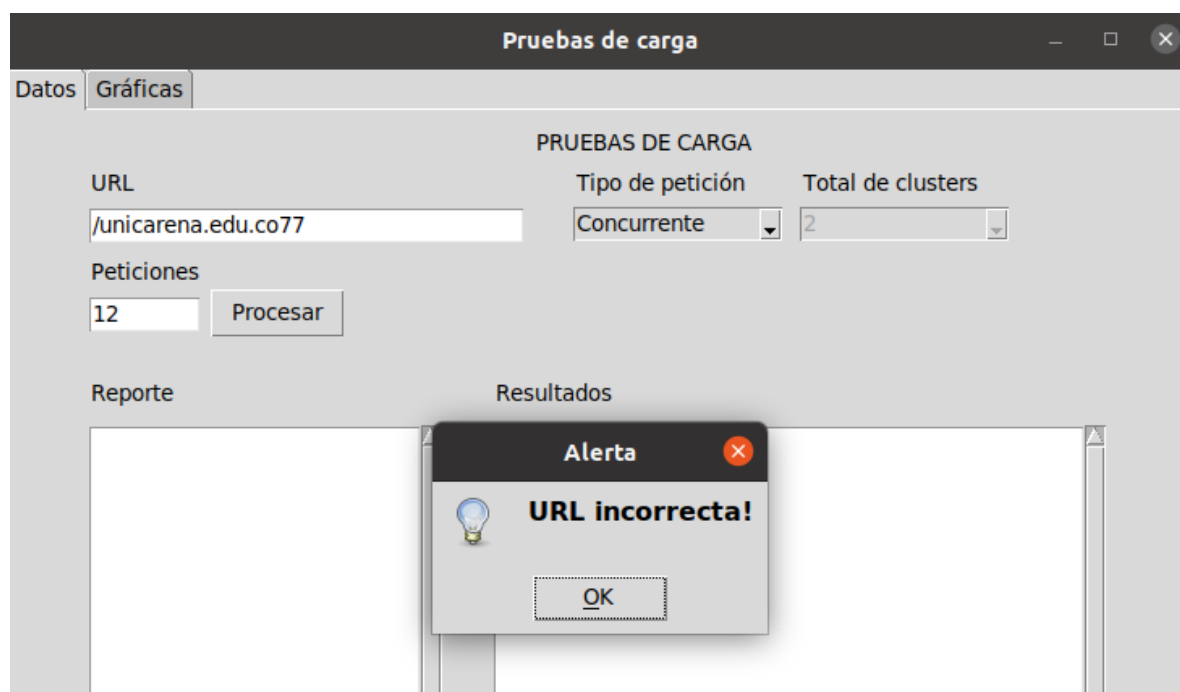 Pruebas de carga
Datos Gráficas
PRUEBAS DE CARGA
URL Tipo de petición Total de clusters
/unicarena.edu.co77 Concurrente 2
Peticiones
12 Procesar
Reporte Resultados
Alerta
URL incorrecta!
OK